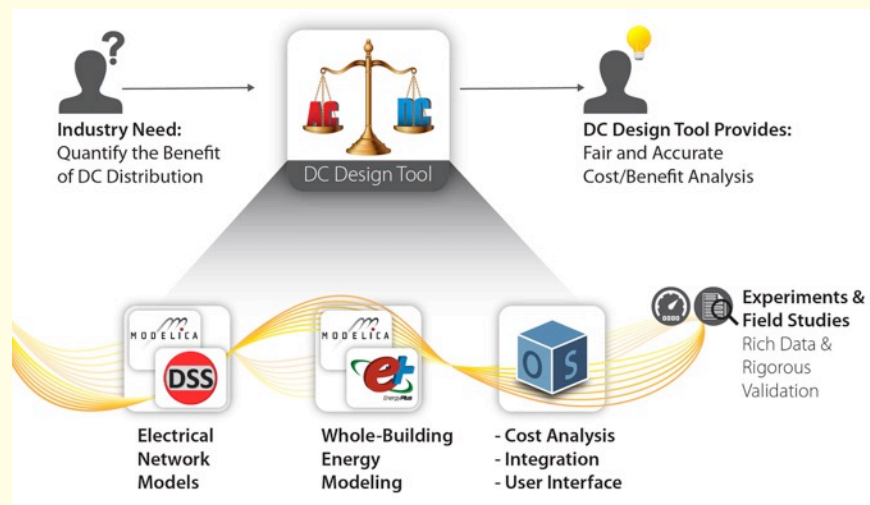 ?
AC DC
Industry Need:
Quantify the Benefit
of DC Distribution
DC Design Tool
DC Design Tool Provides:
Fair and Accurate
Cost/Benefit Analysis
MODELICA
DSS
Electrical
Network
Models
MODELICA
e+
EnergyPlus
Whole-Building
Energy
Modeling
OS
- Cost Analysis
- Integration
- User Interface
Experiments &
Field Studies
Rich Data &
Rigorous
Validation